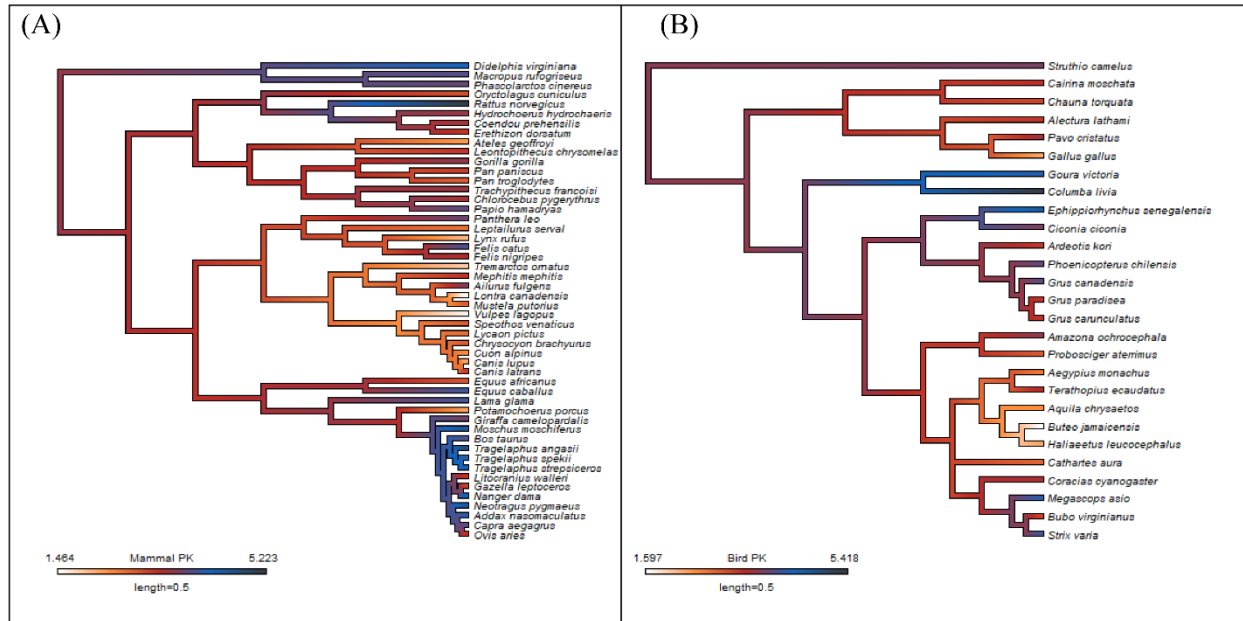 (A)
Didelphis virginiana
Macropus rufogriseus
Phascolarctos cinereus
Oryctolagus cuniculus
Rattus norvegicus
Hydrochoerus hydrochaeris
Coendou prehensilis
Erethizon dorsatum
Ateles geoffroyi
Leontopithecus chrysomelas
Gorilla gorilla
Pan paniscus
Pan troglodytes
Trachypithecus francoisi
Chlorocebus pygerythrus
Papio hamadryas
Panthera leo
Leptailurus serval
Lynx rufus
Felis catus
Felis nigripes
Tremarctos ornatus
Mephitis mephitis
Ailurus fulgens
Lontra canadensis
Mustela putorius
Vulpes lagopus
Speothos venaticus
Lycaon pictus
Chrysocyon brachyurus
Cuon alpinus
Canis lupus
Canis latrans
Equus africanus
Equus caballus
Lama glama
Potamochoerus porcus
Giraffa camelopardalis
Moschus moschiferus
Bos taurus
Tragelaphus angasii
Tragelaphus spekii
Tragelaphus strepsiceros
Litocranius walleri
Gazella leptoceros
Nanger dama
Neotragus pygmaeus
Addax nasomaculatus
Capra aegagrus
Ovis aries
1.464 Mammal PK 5.223
length=0.5
(B)
Struthio camelus
Cairina moschata
Chauna torquata
Alectura lathami
Pavo cristatus
Gallus gallus
Goura victoria
Columba livia
Ephippiorhynchus senegalensis
Ciconia ciconia
Ardeotis kori
Phoenicopterus chilensis
Grus canadensis
Grus paradisea
Grus carunculatus
Amazona ochrocephala
Probosciger aterrimus
Aegypius monachus
Terathopius ecaudatus
Aquila chrysaetos
Buteo jamaicensis
Haliaeetus leucocephalus
Cathartes aura
Coracias cyanogaster
Megascops asio
Bubo virginianus
Strix varia
1.597 Bird PK 5.418
length=0.5